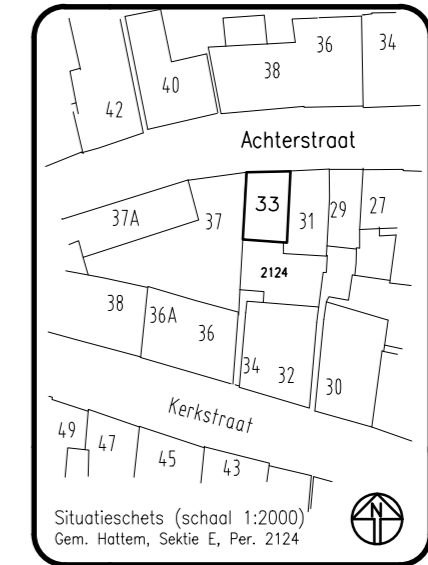 36
34
38
40
42
Achterstraat
33
29
27
37A
37
31
2124
38
36A
36
34
32
30
Kerkstraat
49
47
45
43
Situatieschets (schaal 1:2000)
Gem. Hattem, Sektie E, Per. 2124
N